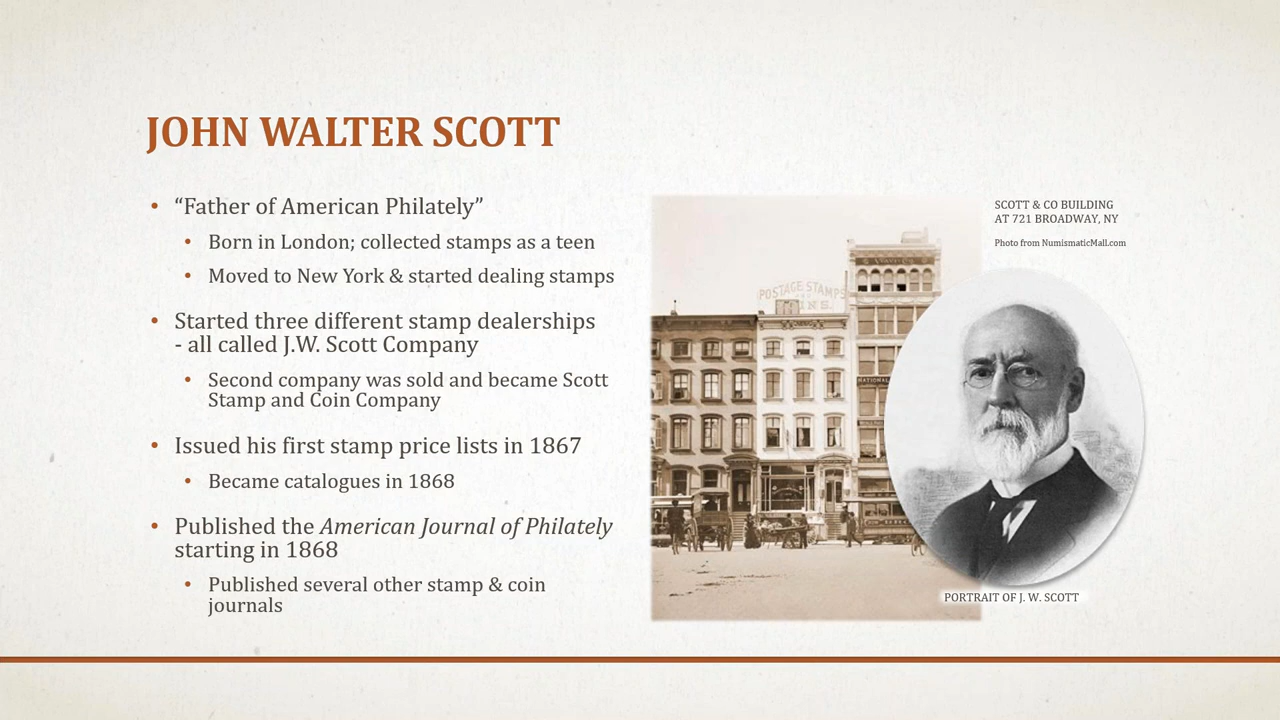 JOHN WALTER SCOTT
• “Father of American Philately”
• Born in London; collected stamps as a teen
• Moved to New York & started dealing stamps
• Started three different stamp dealerships
- all called J.W. Scott Company
• Second company was sold and became Scott
Stamp and Coin Company
• Issued his first stamp price lists in 1867
• Became catalogues in 1868
• Published the American Journal of Philately
starting in 1868
• Published several other stamp & coin
journals
SCOTT & CO BUILDING
AT 721 BROADWAY, NY
Photo from NumismaticMall.com
POSTAGE STAMPS
NATIONAL
PORTRAIT OF J. W. SCOTT